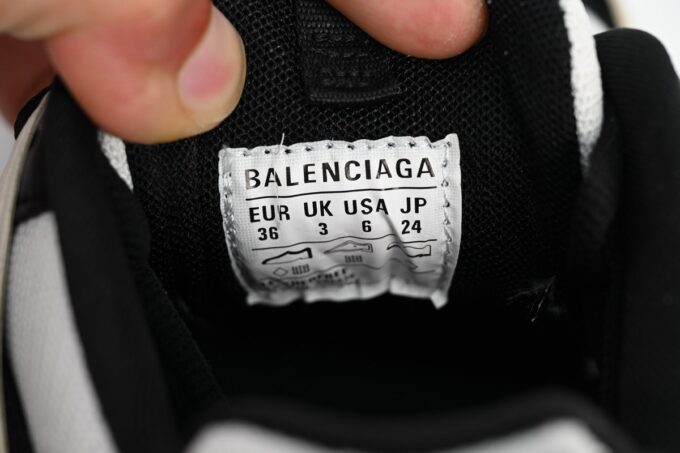 BALENCIAGA
EUR UK USA JP
36 3 6 24